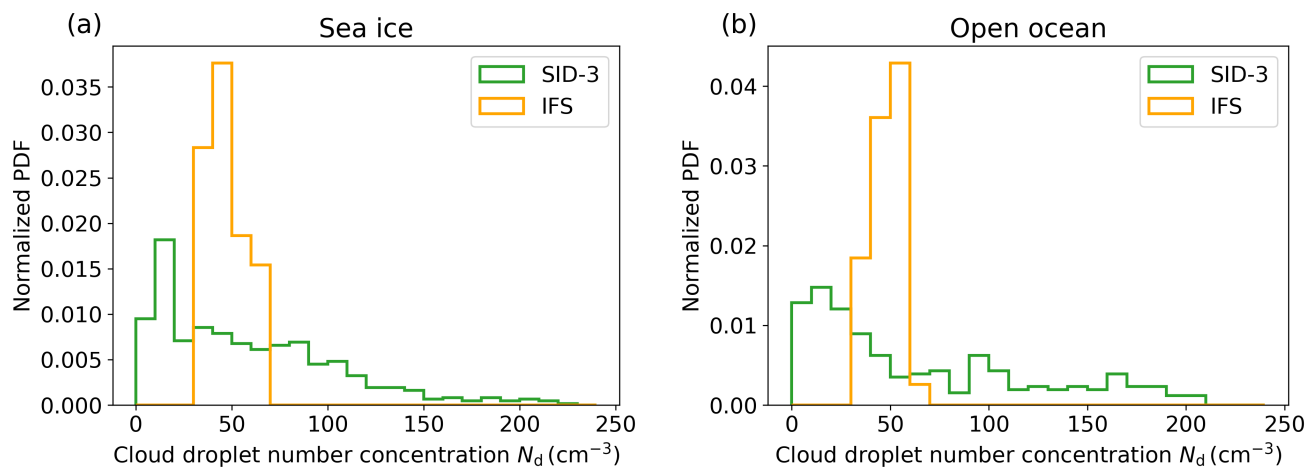 (a)
Sea ice
SID-3
IFS
Normalized PDF
0.035
0.030
0.025
0.020
0.015
0.010
0.005
0.000
0 50 100 150 200 250
Cloud droplet number concentration N_d (cm⁻³)
(b)
Open ocean
SID-3
IFS
Normalized PDF
0.04
0.03
0.02
0.01
0.00
0 50 100 150 200 250
Cloud droplet number concentration N_d (cm⁻³)